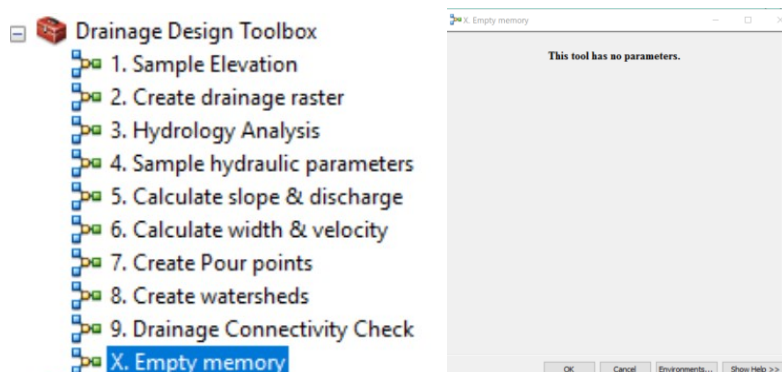 Drainage Design Toolbox
1. Sample Elevation
2. Create drainage raster
3. Hydrology Analysis
4. Sample hydraulic parameters
5. Calculate slope & discharge
6. Calculate width & velocity
7. Create Pour points
8. Create watersheds
9. Drainage Connectivity Check
X. Empty memory
X. Empty memory
This tool has no parameters.
OK Cancel Environments... Show Help >>